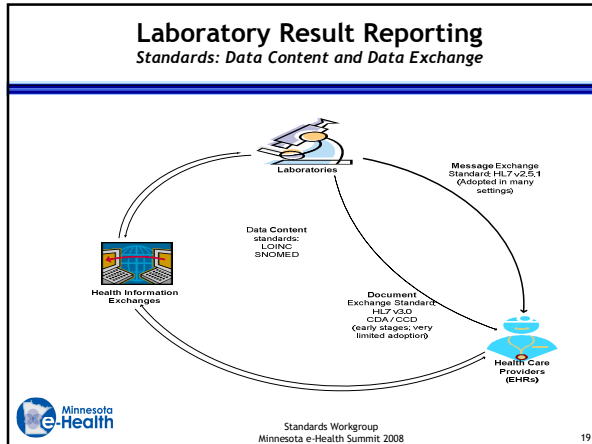 Laboratory Result Reporting
Standards: Data Content and Data Exchange
Laboratories
Message Exchange
Standard: HL7 v2,5,1
(Adopted in many
settings)
Data Content
standards:
LOINC
SNOMED
Health Information
Exchanges
Document
Exchange Standard:
HL7 v3.0
CDA / CCD
(early stages; very
limited adoption)
Health Care
Providers
(EHRs)
Minnesota
e-Health
Standards Workgroup
Minnesota e-Health Summit 2008
19